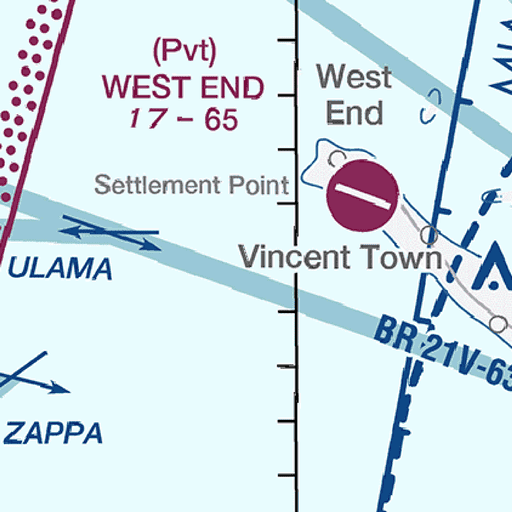 (Pvt)
WEST END
17 - 65
West
End
Settlement Point
Vincent Town
ULAMA
BR 21V-63
ZAPPA